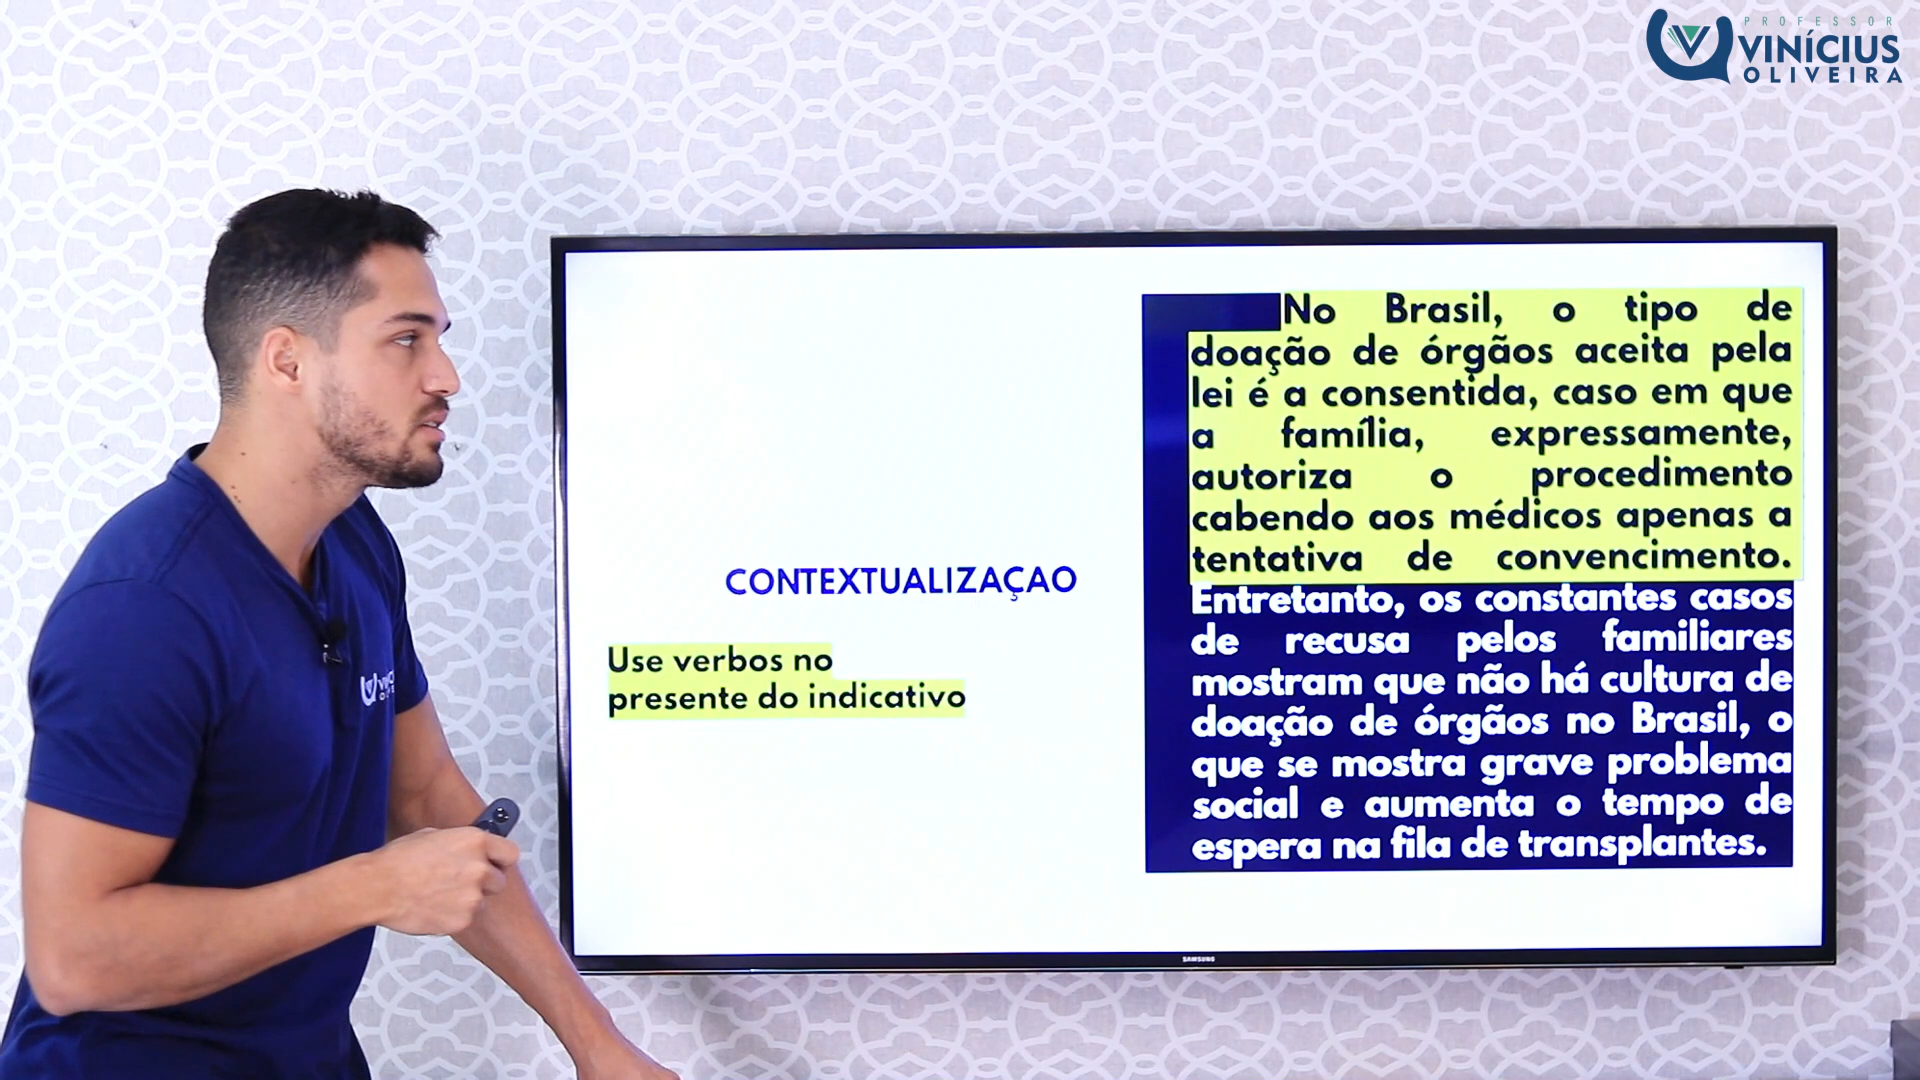 PROFESSOR
VINÍCIUS
OLIVEIRA
CONTEXTUALIZAÇAO
Use verbos no
presente do indicativo
No Brasil, o tipo de
doação de órgãos aceita pela
lei é a consentida, caso em que
a família, expressamente,
autoriza o procedimento
cabendo aos médicos apenas a
tentativa de convencimento.
Entretanto, os constantes casos
de recusa pelos familiares
mostram que não há cultura de
doação de órgãos no Brasil, o
que se mostra grave problema
social e aumenta o tempo de
espera na fila de transplantes.
SAMSUNG